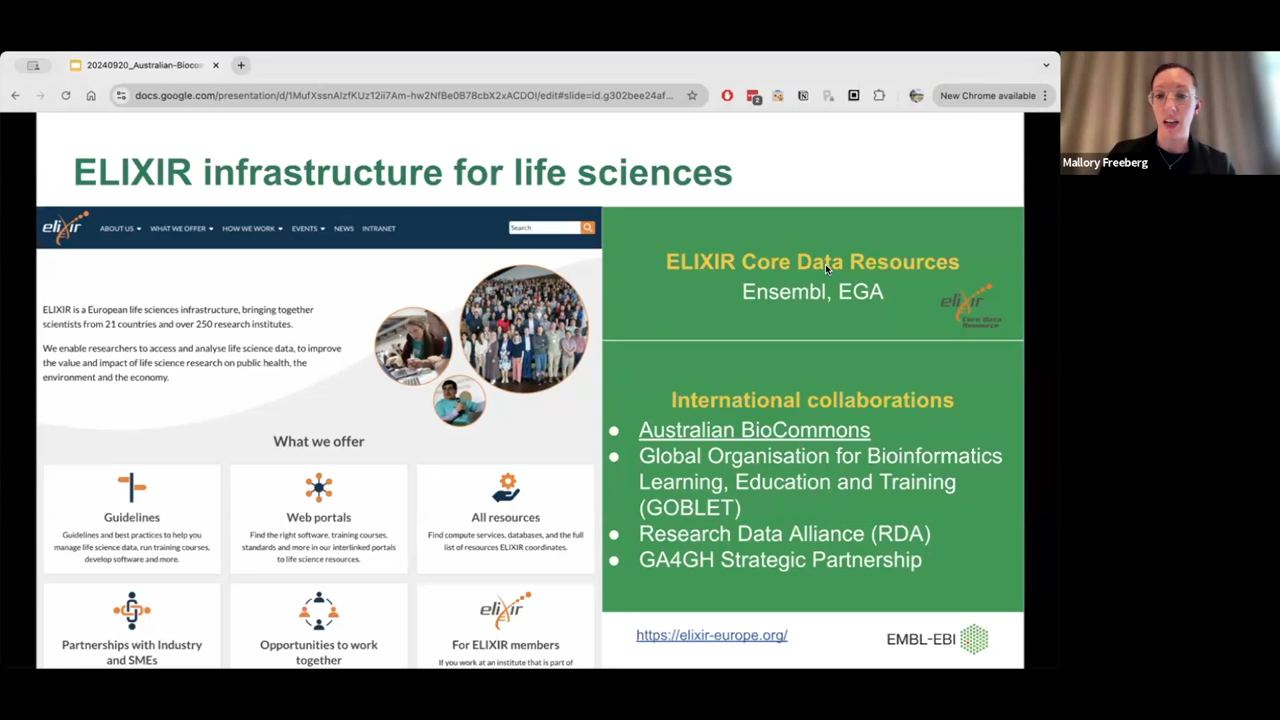 20240920_Australian-Bioco
docs.google.com/presentation/d/1MufXssnAlzfKUz12ii7Am-hw2NfBe0B78cbX2xACDOI/edit#slide=id.g302bee24af...
2
New Chrome available
Mallory Freeberg
ELIXIR infrastructure for life sciences
elixir
ABOUT US
WHAT WE OFFER
HOW WE WORK
EVENTS
NEWS
INTRANET
Search
ELIXIR is a European life sciences infrastructure, bringing together
scientists from 21 countries and over 250 research institutes.
We enable researchers to access and analyse life science data, to improve
the value and impact of life science research on public health, the
environment and the economy.
What we offer
Guidelines
Guidelines and best practices to help you
manage life science data, run training courses,
develop software and more.
Web portals
Find the right software, training courses,
standards and more in our interlinked portals
to life science resources.
All resources
Find compute services, databases, and the full
list of resources ELIXIR coordinates.
Partnerships with Industry
and SMEs
Opportunities to work
together
elixir
For ELIXIR members
If you work at an institute that is part of
ELIXIR Core Data Resources
Ensembl, EGA
elixir
Core Data
Resource
International collaborations
● Australian BioCommons
● Global Organisation for Bioinformatics
Learning, Education and Training
(GOBLET)
● Research Data Alliance (RDA)
● GA4GH Strategic Partnership
https://elixir-europe.org/
EMBL-EBI